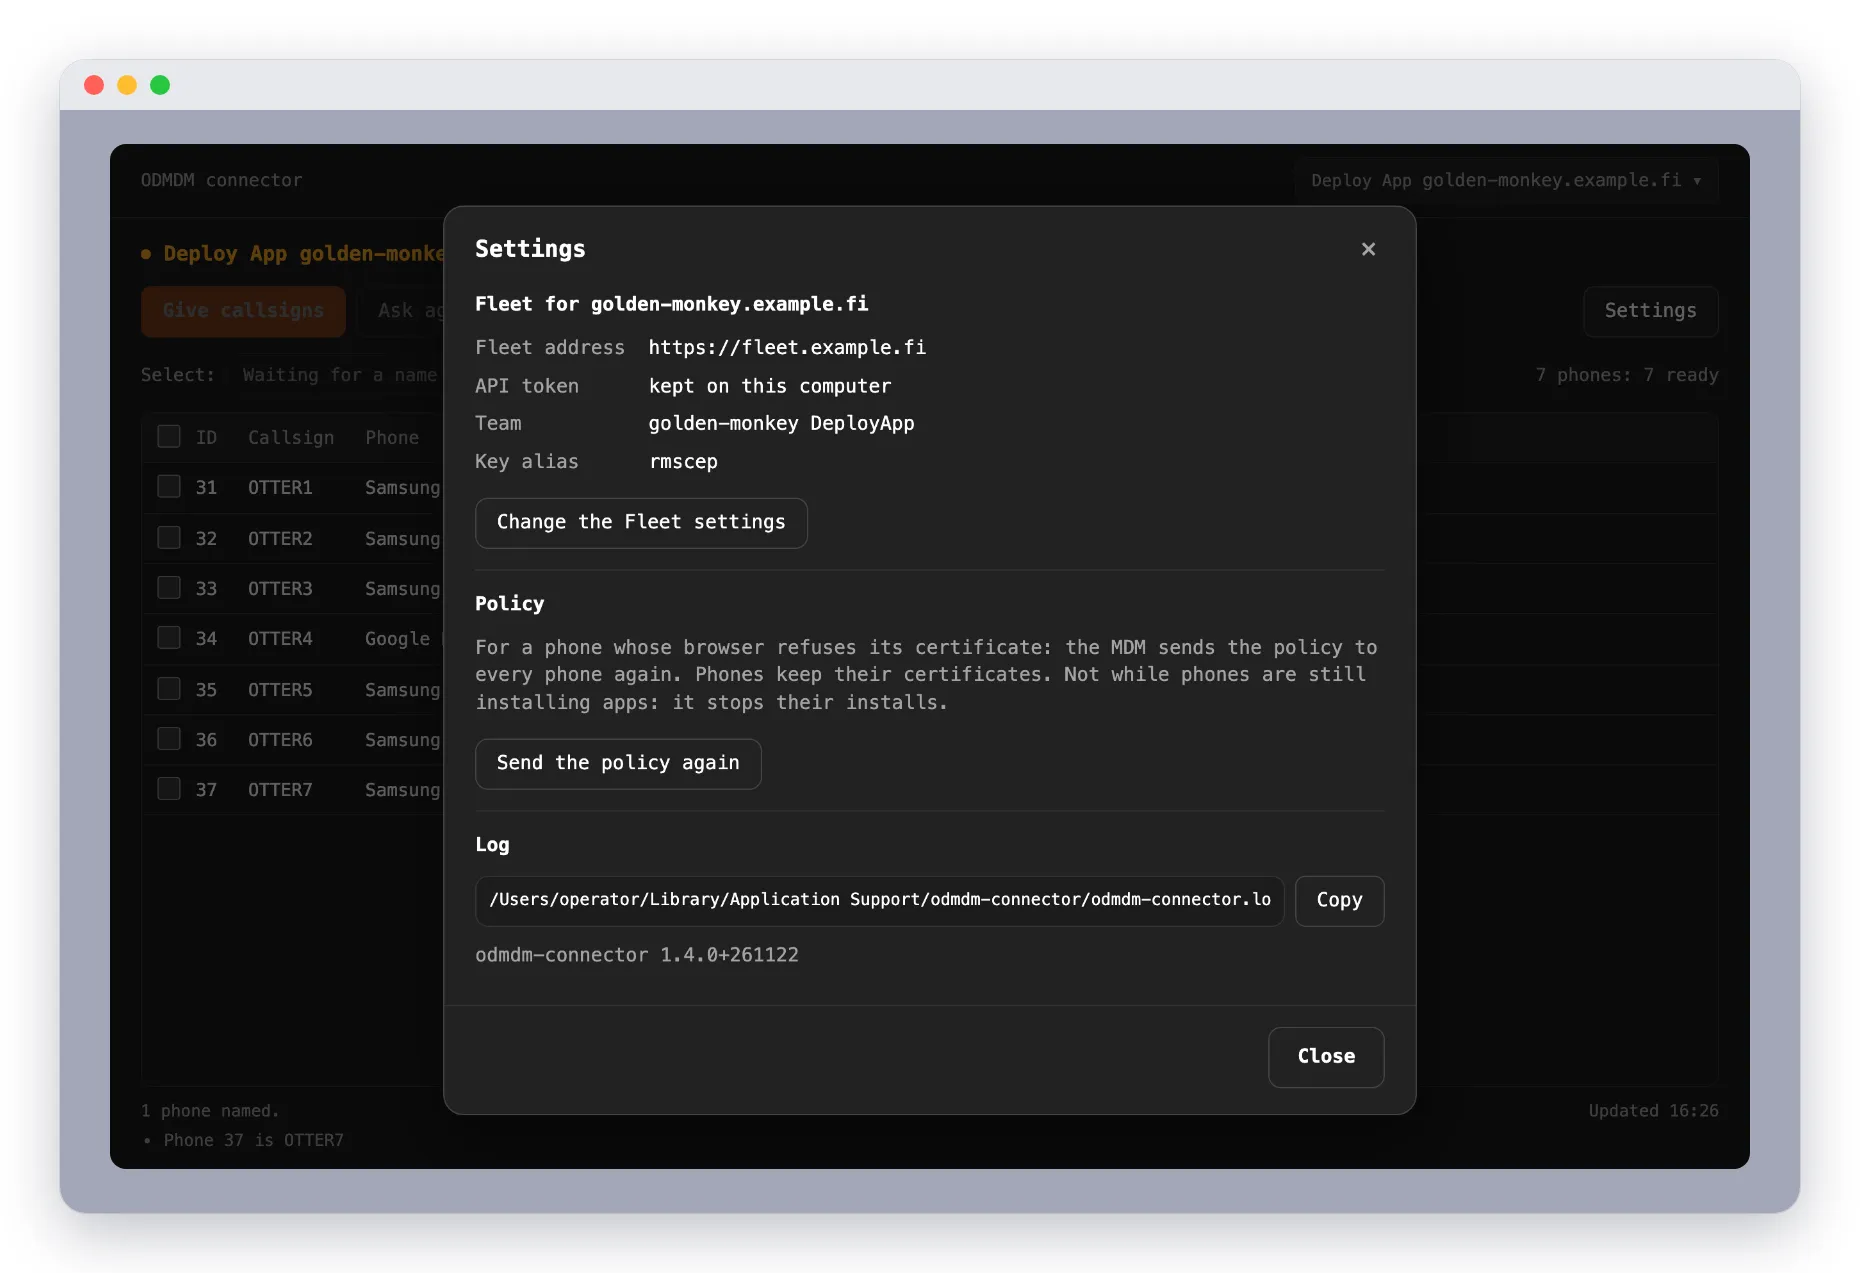 ODMDM connector
Deploy App golden-monkey.example.fi ▾
● Deploy App golden-monke
Give callsigns
Ask ag
Settings
Select:
Waiting for a name
7 phones: 7 ready
ID Callsign Phone
31 OTTER1 Samsung
32 OTTER2 Samsung
33 OTTER3 Samsung
34 OTTER4 Google
35 OTTER5 Samsung
36 OTTER6 Samsung
37 OTTER7 Samsung
1 phone named.
• Phone 37 is OTTER7
Updated 16:26
Settings
×
Fleet for golden-monkey.example.fi
Fleet address https://fleet.example.fi
API token kept on this computer
Team golden-monkey DeployApp
Key alias rmscep
Change the Fleet settings
Policy
For a phone whose browser refuses its certificate: the MDM sends the policy to
every phone again. Phones keep their certificates. Not while phones are still
installing apps: it stops their installs.
Send the policy again
Log
/Users/operator/Library/Application Support/odmdm-connector/odmdm-connector.lo
Copy
odmdm-connector 1.4.0+261122
Close